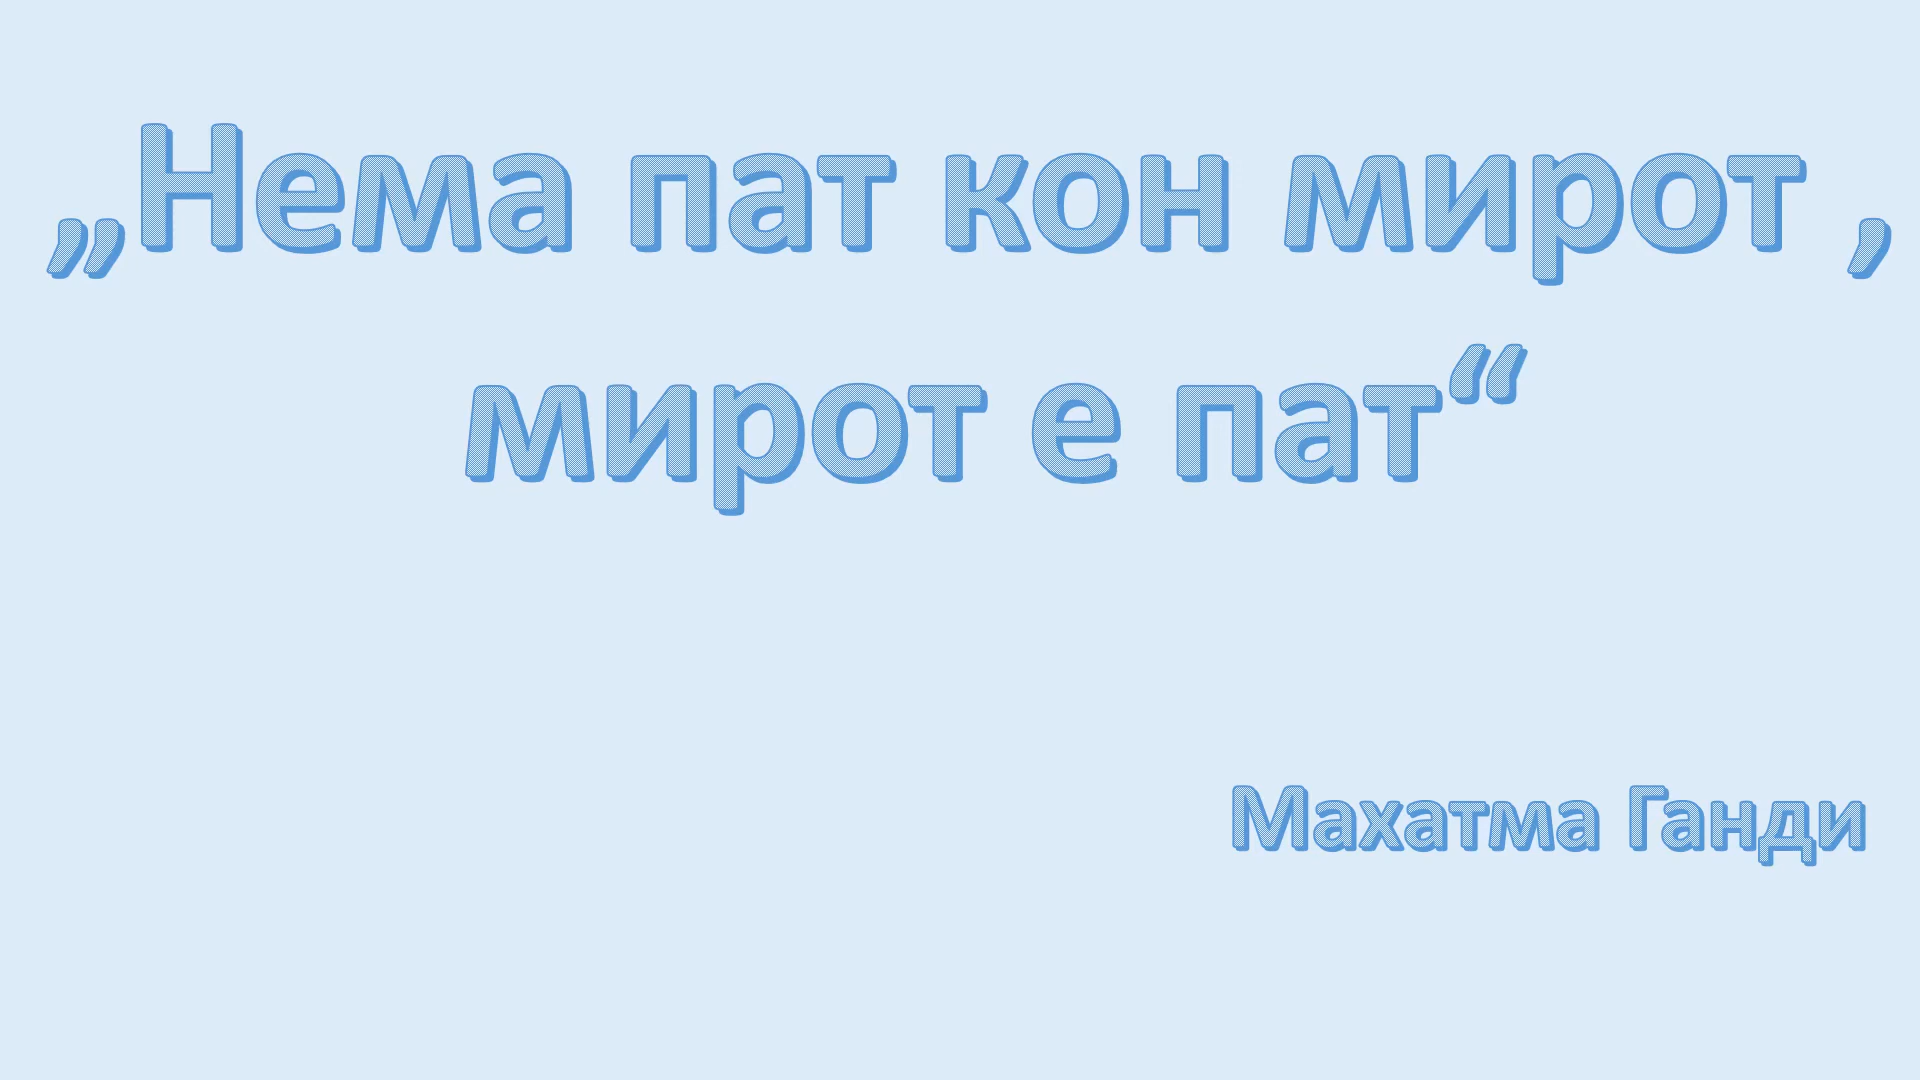 „Нема пат кон мирот ,
мирот е пат“
Махатма Ганди